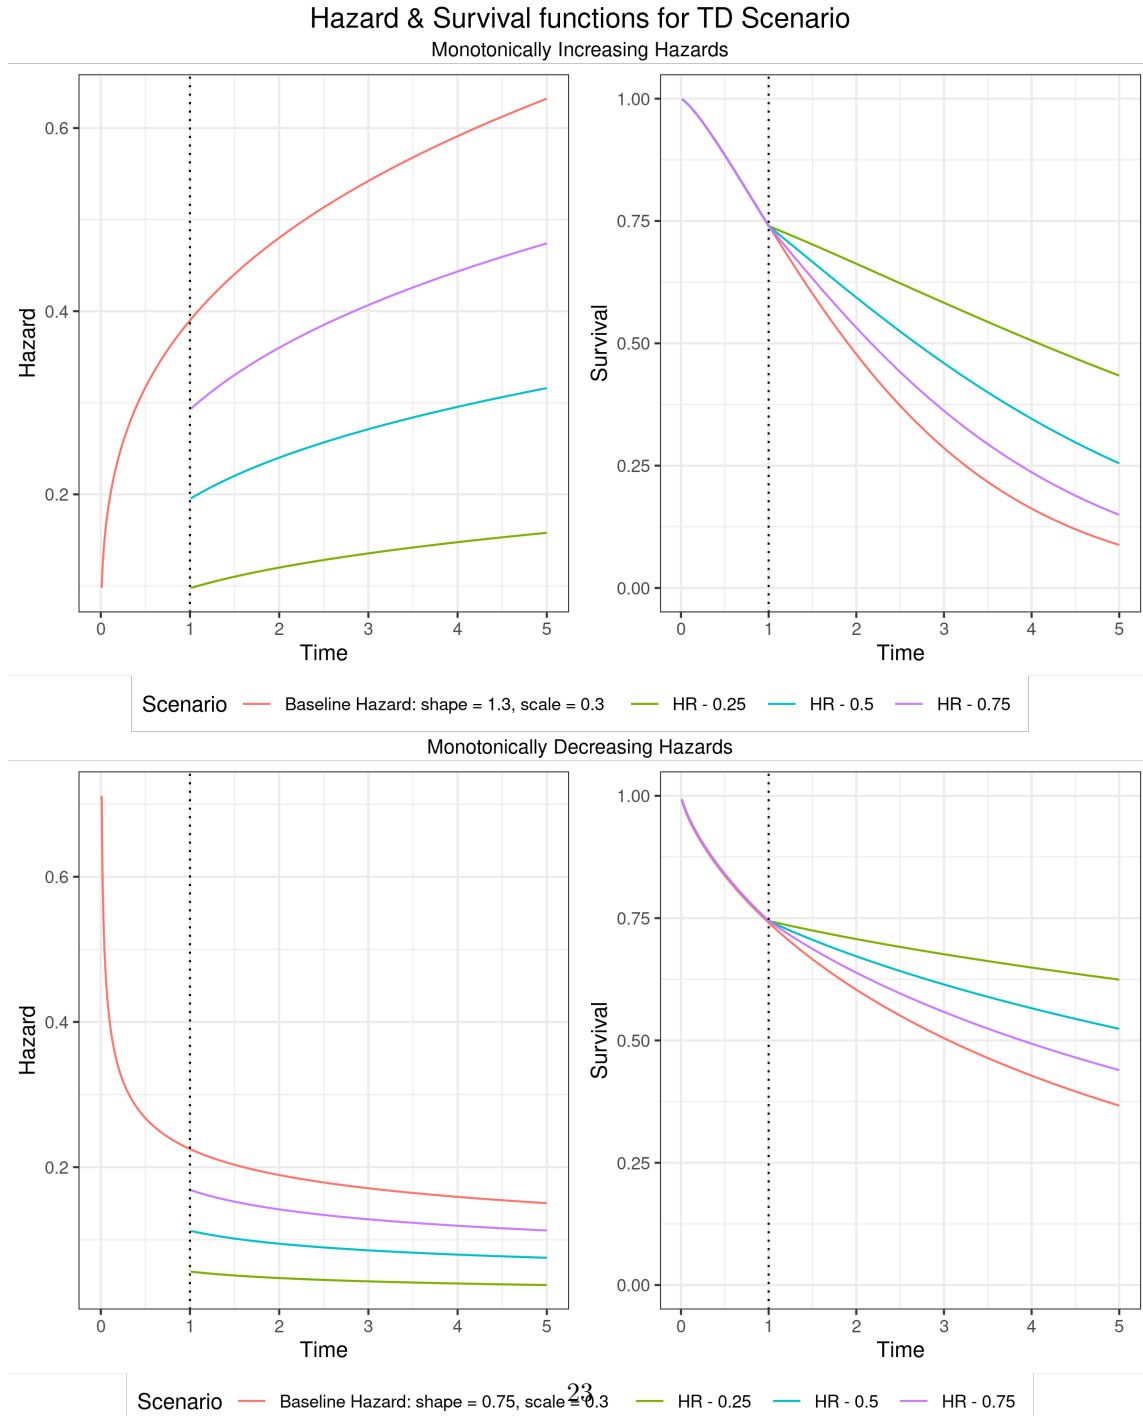 Hazard & Survival functions for TD Scenario
Monotonically Increasing Hazards
Hazard
0.6
0.4
0.2
0 1 2 3 4 5
Time
Survival
1.00
0.75
0.50
0.25
0.00
0 1 2 3 4 5
Time
Scenario Baseline Hazard: shape = 1.3, scale = 0.3 HR - 0.25 HR - 0.5 HR - 0.75
Monotonically Decreasing Hazards
Hazard
0.6
0.4
0.2
0 1 2 3 4 5
Time
Survival
1.00
0.75
0.50
0.25
0.00
0 1 2 3 4 5
Time
Scenario Baseline Hazard: shape = 0.75, scale = 0.3 HR - 0.25 HR - 0.5 HR - 0.75
23